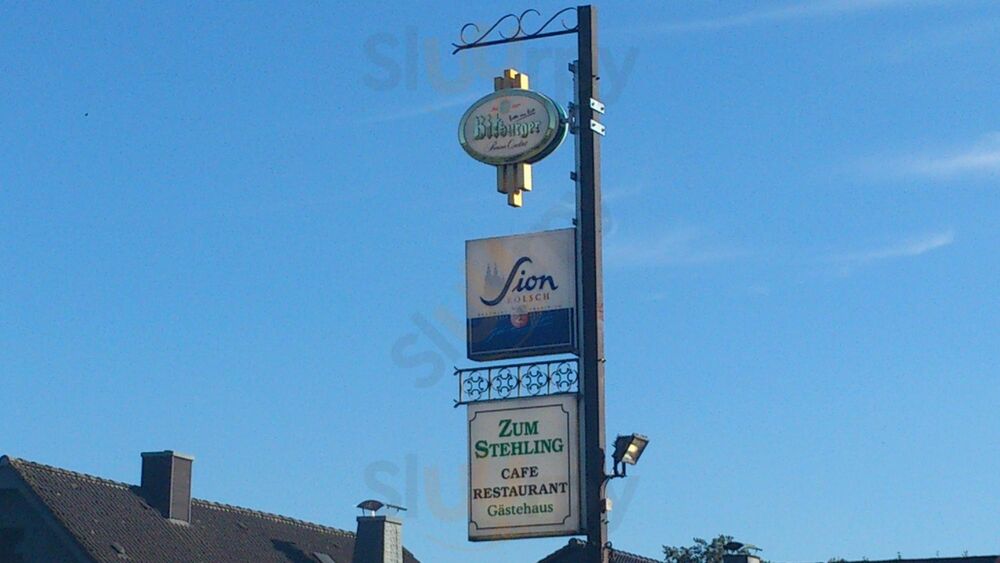 Bitburger
Sion
KÖLSCH
ZUM
STEHLING
CAFE
RESTAURANT
Gästehaus